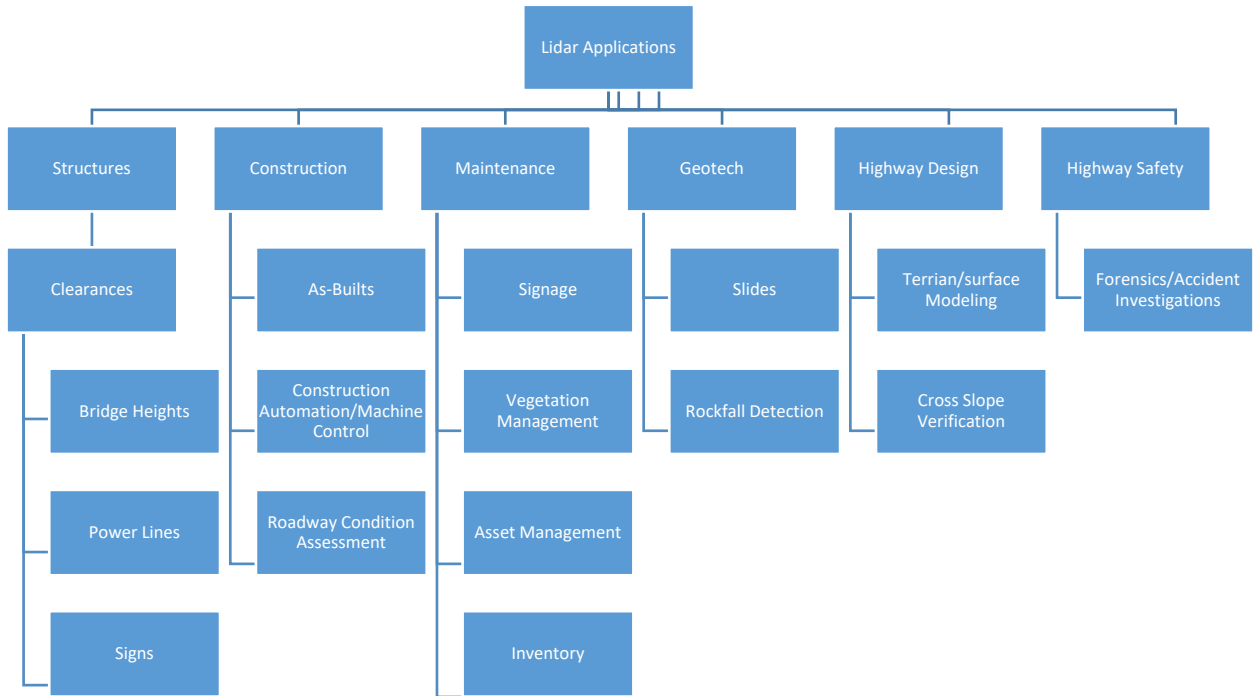 Lidar Applications
Structures
Construction
Maintenance
Geotech
Highway Design
Highway Safety
Clearances
As-Builts
Signage
Slides
Terrian/surface
Modeling
Forensics/Accident
Investigations
Bridge Heights
Construction
Automation/Machine
Control
Vegetation
Management
Rockfall Detection
Cross Slope
Verification
Power Lines
Roadway Condition
Assessment
Asset Management
Signs
Inventory